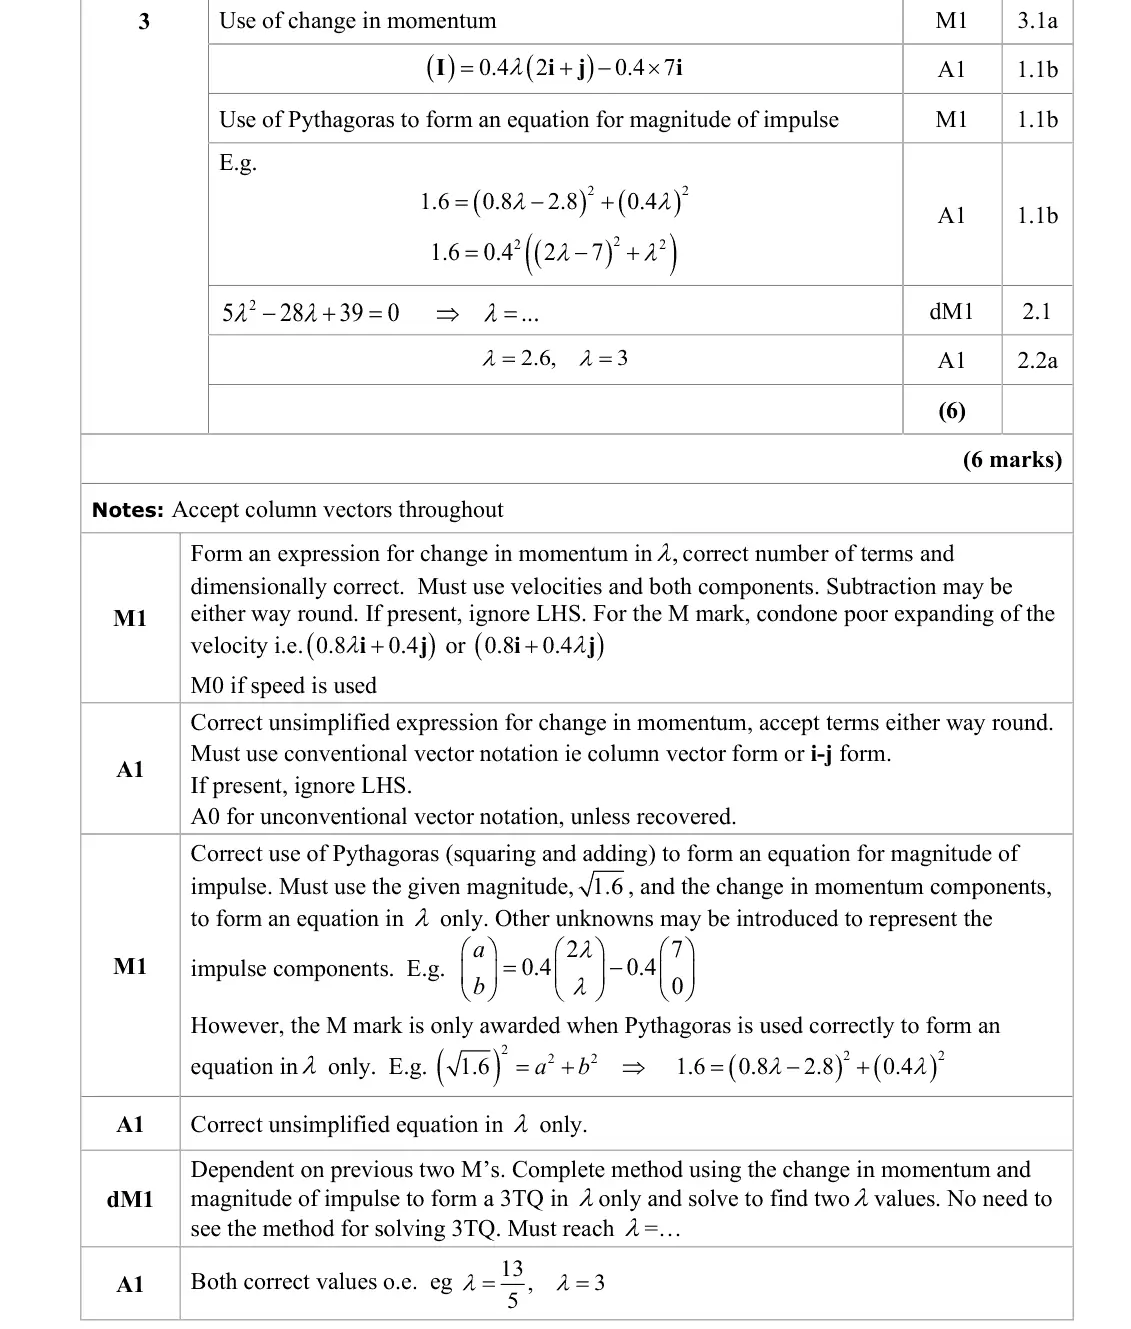 3 Use of change in momentum M1 3.1a
(I) = 0.4λ(2i + j) − 0.4 × 7i A1 1.1b
Use of Pythagoras to form an equation for magnitude of impulse M1 1.1b
E.g.
1.6 = (0.8λ − 2.8)² + (0.4λ)²
A1 1.1b
1.6 = 0.4²((2λ − 7)² + λ²)
5λ² − 28λ + 39 = 0 ⇒ λ = ... dM1 2.1
λ = 2.6, λ = 3 A1 2.2a
(6)
(6 marks)
Notes: Accept column vectors throughout
Form an expression for change in momentum in λ, correct number of terms and
dimensionally correct. Must use velocities and both components. Subtraction may be
M1 either way round. If present, ignore LHS. For the M mark, condone poor expanding of the
velocity i.e. (0.8λi + 0.4j) or (0.8i + 0.4λj)
M0 if speed is used
Correct unsimplified expression for change in momentum, accept terms either way round.
Must use conventional vector notation ie column vector form or i-j form.
A1
If present, ignore LHS.
A0 for unconventional vector notation, unless recovered.
Correct use of Pythagoras (squaring and adding) to form an equation for magnitude of
impulse. Must use the given magnitude, √1.6, and the change in momentum components,
to form an equation in λ only. Other unknowns may be introduced to represent the
M1 impulse components. E.g. (a b) = 0.4(2λ λ) − 0.4(7 0)
However, the M mark is only awarded when Pythagoras is used correctly to form an
equation in λ only. E.g. (√1.6)² = a² + b² ⇒ 1.6 = (0.8λ − 2.8)² + (0.4λ)²
A1 Correct unsimplified equation in λ only.
Dependent on previous two M's. Complete method using the change in momentum and
dM1 magnitude of impulse to form a 3TQ in λ only and solve to find two λ values. No need to
see the method for solving 3TQ. Must reach λ =…
A1 Both correct values o.e. eg λ = 13/5, λ = 3